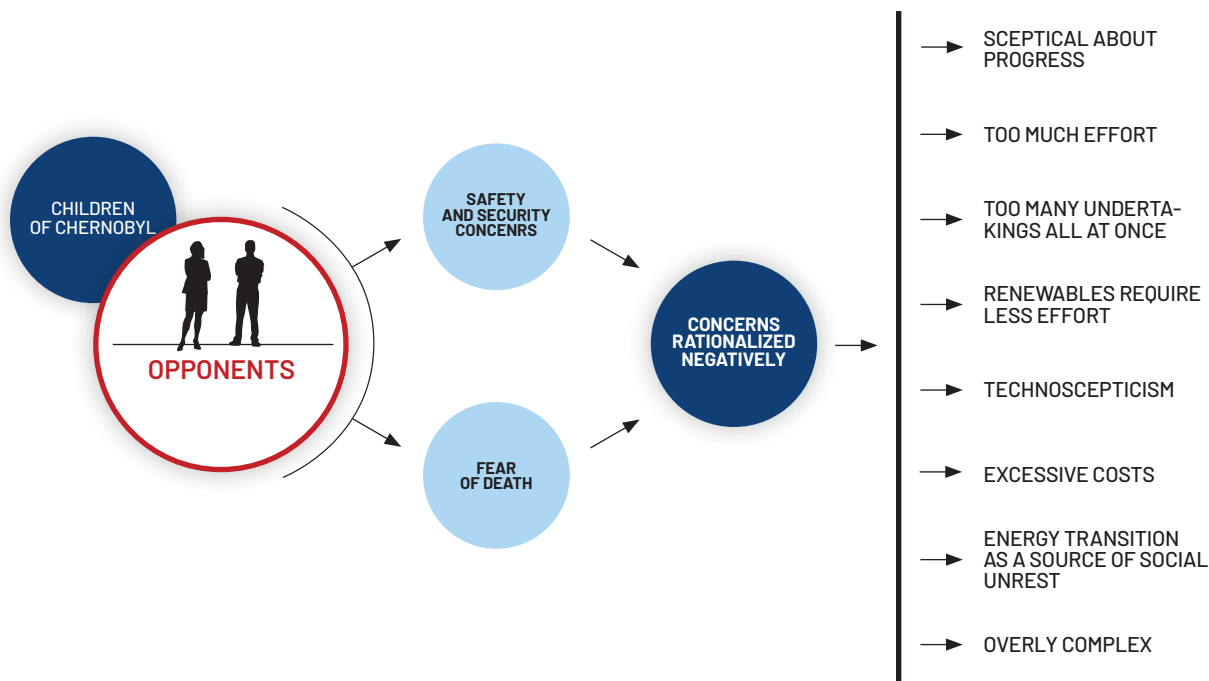 CHILDREN
OF CHERNOBYL
OPPONENTS
SAFETY
AND SECURITY
CONCENRS
FEAR
OF DEATH
CONCERNS
RATIONALIZED
NEGATIVELY
SCEPTICAL ABOUT
PROGRESS
TOO MUCH EFFORT
TOO MANY UNDERTA-
KINGS ALL AT ONCE
RENEWABLES REQUIRE
LESS EFFORT
TECHNOSCEPTICISM
EXCESSIVE COSTS
ENERGY TRANSITION
AS A SOURCE OF SOCIAL
UNREST
OVERLY COMPLEX